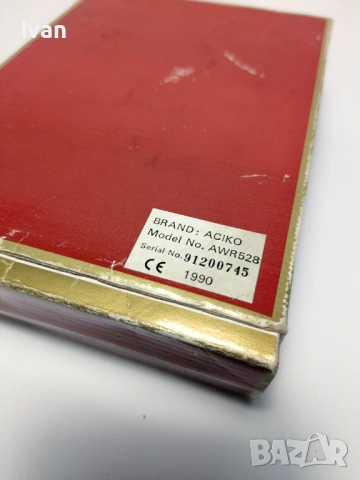 Ivan
BRAND: ACIKO
Model No. AWR528
Serial No. 91200745
CE 1990
BAZAR